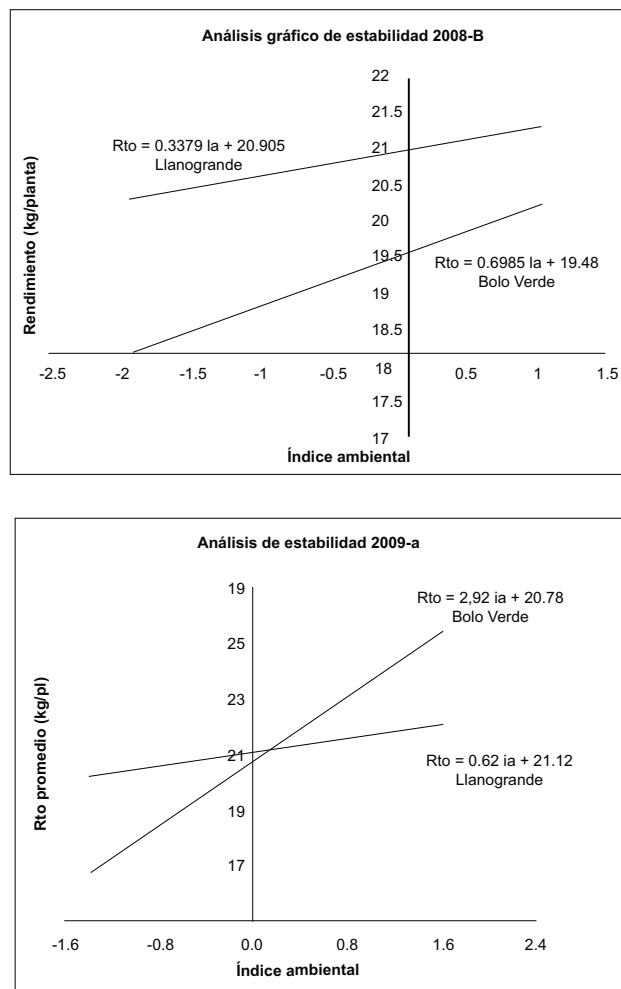 Análisis gráfico de estabilidad 2008-B
22
21.5
21
20.5
20
19.5
19
18.5
18
17.5
17
Rto = 0.3379 Ia + 20.905
Llanogrande
Rto = 0.6985 Ia + 19.48
Bolo Verde
Rendimiento (kg/planta)
-2.5 -2 -1.5 -1 -0.5 0.5 1 1.5
Índice ambiental
Análisis de estabilidad 2009-a
19
25
23
21
19
17
Rto = 2,92 ia + 20.78
Bolo Verde
Rto = 0.62 ia + 21.12
Llanogrande
Rto promedio (kg/pl)
-1.6 -0.8 0.0 0.8 1.6 2.4
Índice ambiental